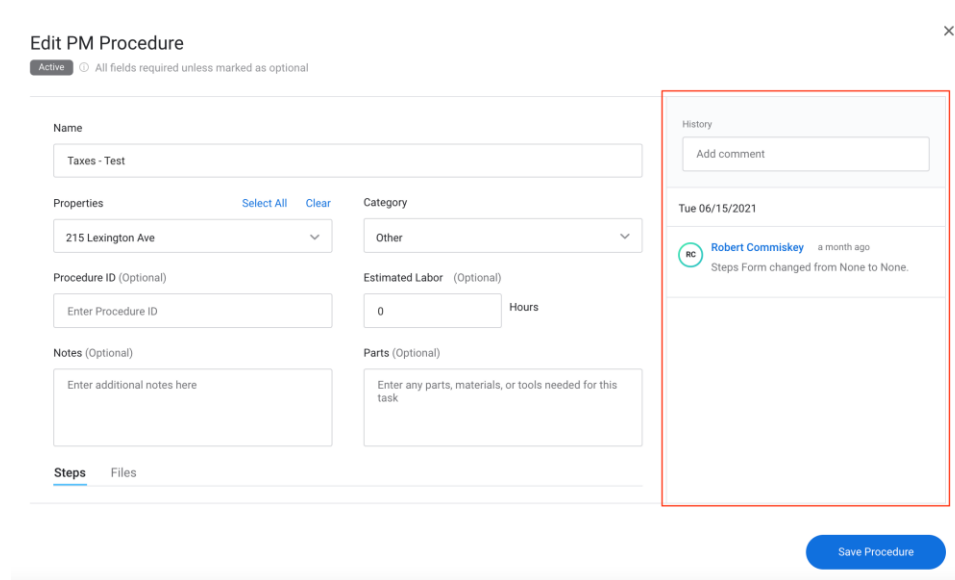 Edit PM Procedure
Active All fields required unless marked as optional
Name
Taxes - Test
Properties Select All Clear
215 Lexington Ave
Category
Other
Procedure ID (Optional)
Enter Procedure ID
Estimated Labor (Optional)
0 Hours
Notes (Optional)
Enter additional notes here
Parts (Optional)
Enter any parts, materials, or tools needed for this
task
Steps Files
History
Add comment
Tue 06/15/2021
RC Robert Commiskey a month ago
Steps Form changed from None to None.
Save Procedure